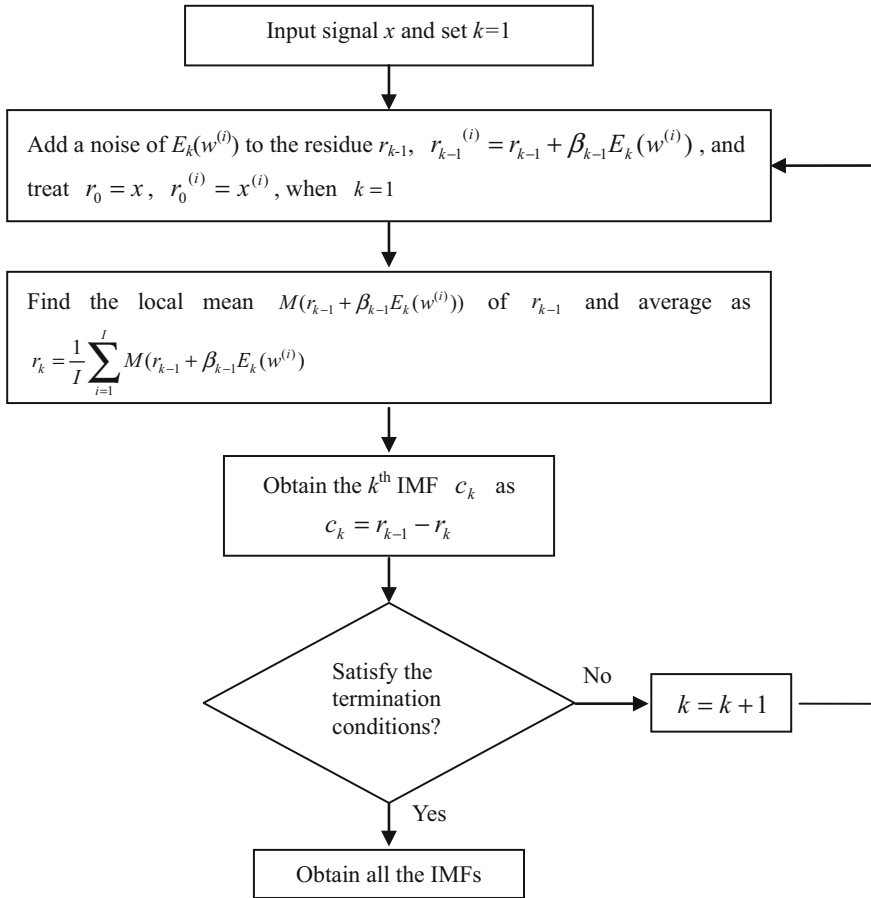 Input signal x and set k=1
Add a noise of E_k(w^{(i)}) to the residue r_{k-1}, r_{k-1}^{(i)} = r_{k-1} + β_{k-1}E_k(w^{(i)}) , and
treat r_0 = x , r_0^{(i)} = x^{(i)} , when k = 1
Find the local mean M(r_{k-1} + β_{k-1}E_k(w^{(i)})) of r_{k-1} and average as
r_k = \frac{1}{I} \sum_{i=1}^{I} M(r_{k-1} + β_{k-1}E_k(w^{(i)})
Obtain the k^{th} IMF c_k as
c_k = r_{k-1} − r_k
Satisfy the
termination
conditions?
No
k = k + 1
Yes
Obtain all the IMFs